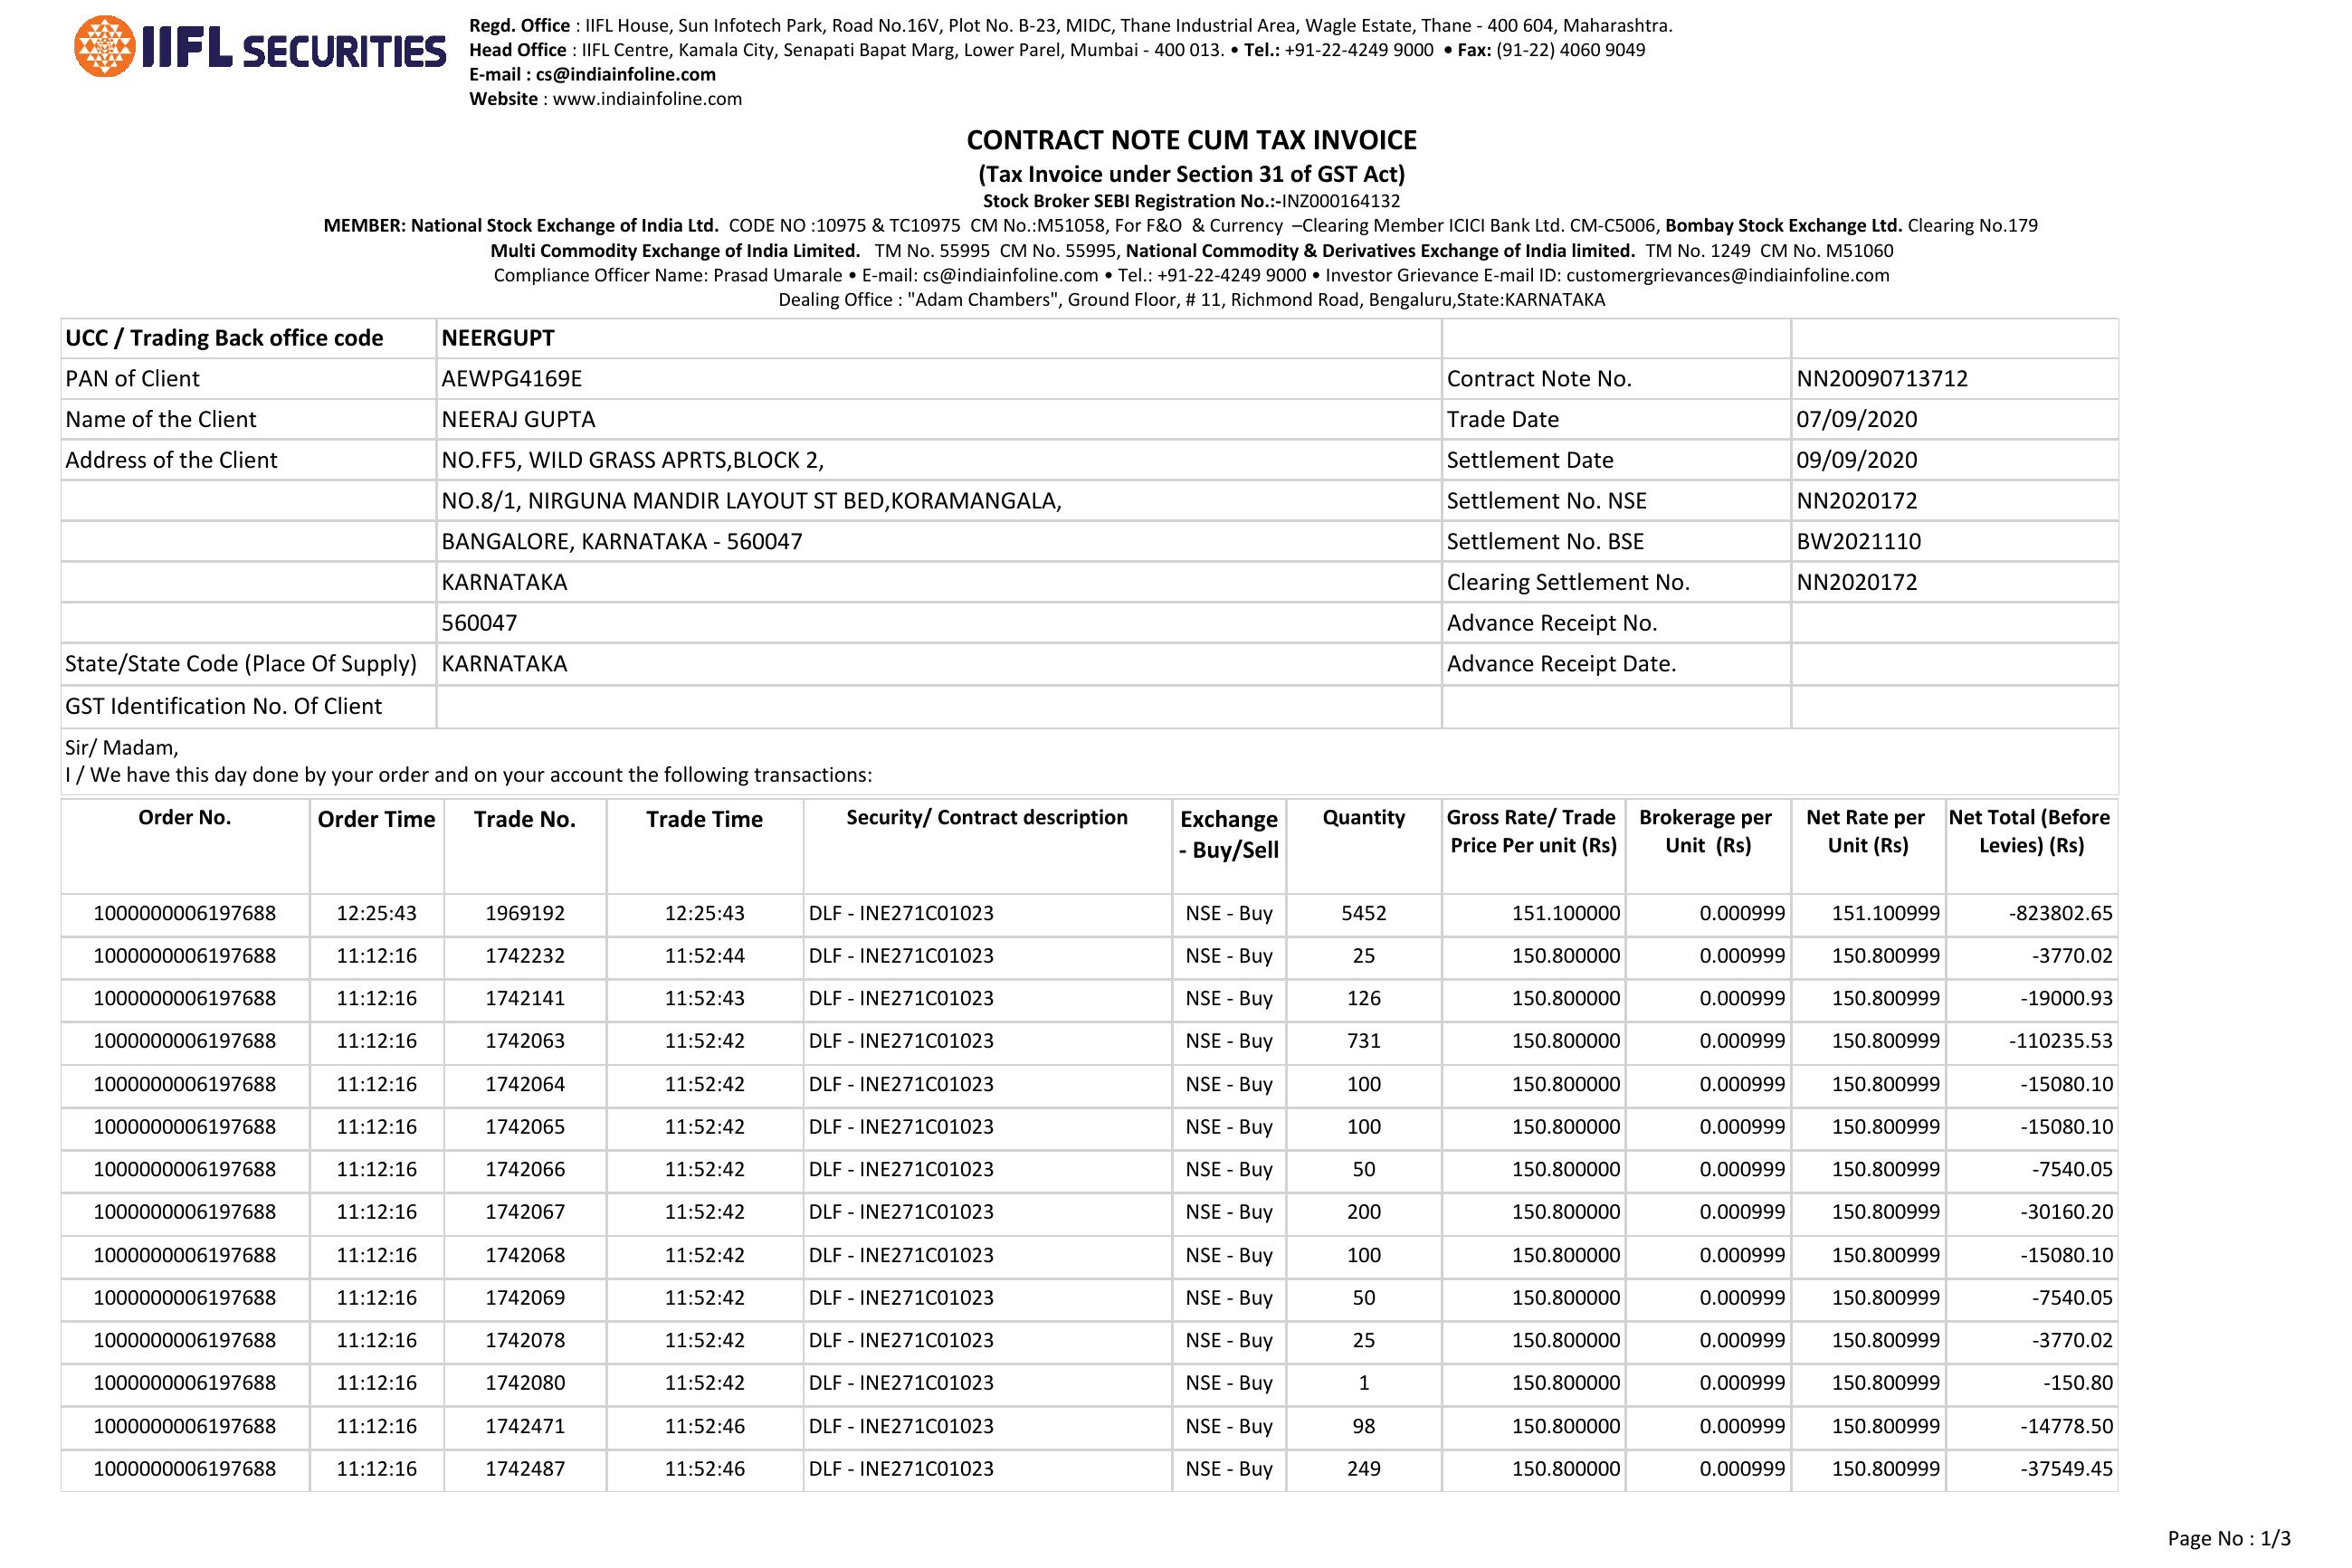 IIFL SECURITIES
Regd. Office : IIFL House, Sun Infotech Park, Road No.16V, Plot No. B-23, MIDC, Thane Industrial Area, Wagle Estate, Thane - 400 604, Maharashtra.
Head Office : IIFL Centre, Kamala City, Senapati Bapat Marg, Lower Parel, Mumbai - 400 013. • Tel.: +91-22-4249 9000 • Fax: (91-22) 4060 9049
E-mail : cs@indiainfoline.com
Website : www.indiainfoline.com
CONTRACT NOTE CUM TAX INVOICE
(Tax Invoice under Section 31 of GST Act)
Stock Broker SEBI Registration No.:-INZ000164132
MEMBER: National Stock Exchange of India Ltd. CODE NO :10975 & TC10975 CM No.:M51058, For F&O & Currency –Clearing Member ICICI Bank Ltd. CM-C5006, Bombay Stock Exchange Ltd. Clearing No.179
Multi Commodity Exchange of India Limited. TM No. 55995 CM No. 55995, National Commodity & Derivatives Exchange of India limited. TM No. 1249 CM No. M51060
Compliance Officer Name: Prasad Umarale • E-mail: cs@indiainfoline.com • Tel.: +91-22-4249 9000 • Investor Grievance E-mail ID: customergrievances@indiainfoline.com
Dealing Office : "Adam Chambers", Ground Floor, # 11, Richmond Road, Bengaluru,State:KARNATAKA
UCC / Trading Back office code NEERGUPT
PAN of Client AEWPG4169E Contract Note No. NN20090713712
Name of the Client NEERAJ GUPTA Trade Date 07/09/2020
Address of the Client NO.FF5, WILD GRASS APRTS,BLOCK 2, Settlement Date 09/09/2020
NO.8/1, NIRGUNA MANDIR LAYOUT ST BED,KORAMANGALA, Settlement No. NSE NN2020172
BANGALORE, KARNATAKA - 560047 Settlement No. BSE BW2021110
KARNATAKA Clearing Settlement No. NN2020172
560047 Advance Receipt No.
State/State Code (Place Of Supply) KARNATAKA Advance Receipt Date.
GST Identification No. Of Client
Sir/ Madam,
I / We have this day done by your order and on your account the following transactions:
Order No. Order Time Trade No. Trade Time Security/ Contract description Exchange Quantity Gross Rate/ Trade Brokerage per Net Rate per Net Total (Before
- Buy/Sell Price Per unit (Rs) Unit (Rs) Unit (Rs) Levies) (Rs)
1000000006197688 12:25:43 1969192 12:25:43 DLF - INE271C01023 NSE - Buy 5452 151.100000 0.000999 151.100999 -823802.65
1000000006197688 11:12:16 1742232 11:52:44 DLF - INE271C01023 NSE - Buy 25 150.800000 0.000999 150.800999 -3770.02
1000000006197688 11:12:16 1742141 11:52:43 DLF - INE271C01023 NSE - Buy 126 150.800000 0.000999 150.800999 -19000.93
1000000006197688 11:12:16 1742063 11:52:42 DLF - INE271C01023 NSE - Buy 731 150.800000 0.000999 150.800999 -110235.53
1000000006197688 11:12:16 1742064 11:52:42 DLF - INE271C01023 NSE - Buy 100 150.800000 0.000999 150.800999 -15080.10
1000000006197688 11:12:16 1742065 11:52:42 DLF - INE271C01023 NSE - Buy 100 150.800000 0.000999 150.800999 -15080.10
1000000006197688 11:12:16 1742066 11:52:42 DLF - INE271C01023 NSE - Buy 50 150.800000 0.000999 150.800999 -7540.05
1000000006197688 11:12:16 1742067 11:52:42 DLF - INE271C01023 NSE - Buy 200 150.800000 0.000999 150.800999 -30160.20
1000000006197688 11:12:16 1742068 11:52:42 DLF - INE271C01023 NSE - Buy 100 150.800000 0.000999 150.800999 -15080.10
1000000006197688 11:12:16 1742069 11:52:42 DLF - INE271C01023 NSE - Buy 50 150.800000 0.000999 150.800999 -7540.05
1000000006197688 11:12:16 1742078 11:52:42 DLF - INE271C01023 NSE - Buy 25 150.800000 0.000999 150.800999 -3770.02
1000000006197688 11:12:16 1742080 11:52:42 DLF - INE271C01023 NSE - Buy 1 150.800000 0.000999 150.800999 -150.80
1000000006197688 11:12:16 1742471 11:52:46 DLF - INE271C01023 NSE - Buy 98 150.800000 0.000999 150.800999 -14778.50
1000000006197688 11:12:16 1742487 11:52:46 DLF - INE271C01023 NSE - Buy 249 150.800000 0.000999 150.800999 -37549.45
Page No : 1/3